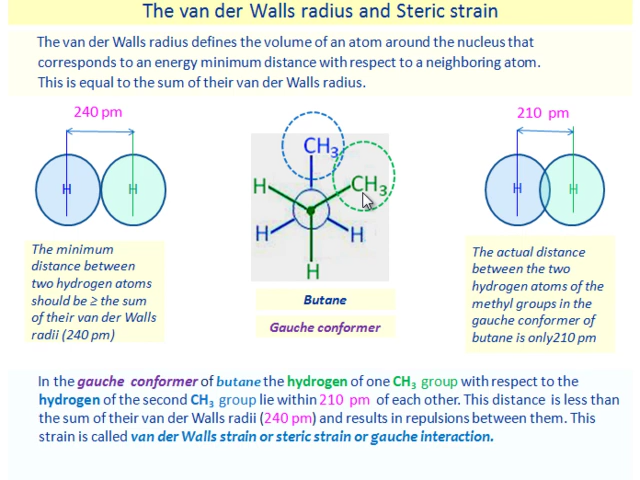 The van der Walls radius and Steric strain
The van der Walls radius defines the volume of an atom around the nucleus that
corresponds to an energy minimum distance with respect to a neighboring atom.
This is equal to the sum of their van der Walls radius.
240 pm
H H
The minimum
distance between
two hydrogen atoms
should be ≥ the sum
of their van der Walls
radii (240 pm)
CH₃
H CH₃
H H
H
Butane
Gauche conformer
210 pm
H H
The actual distance
between the two
hydrogen atoms of the
methyl groups in the
gauche conformer of
butane is only210 pm
In the gauche conformer of butane the hydrogen of one CH₃ group with respect to the
hydrogen of the second CH₃ group lie within 210 pm of each other. This distance is less than
the sum of their van der Walls radii (240 pm) and results in repulsions between them. This
strain is called van der Walls strain or steric strain or gauche interaction.